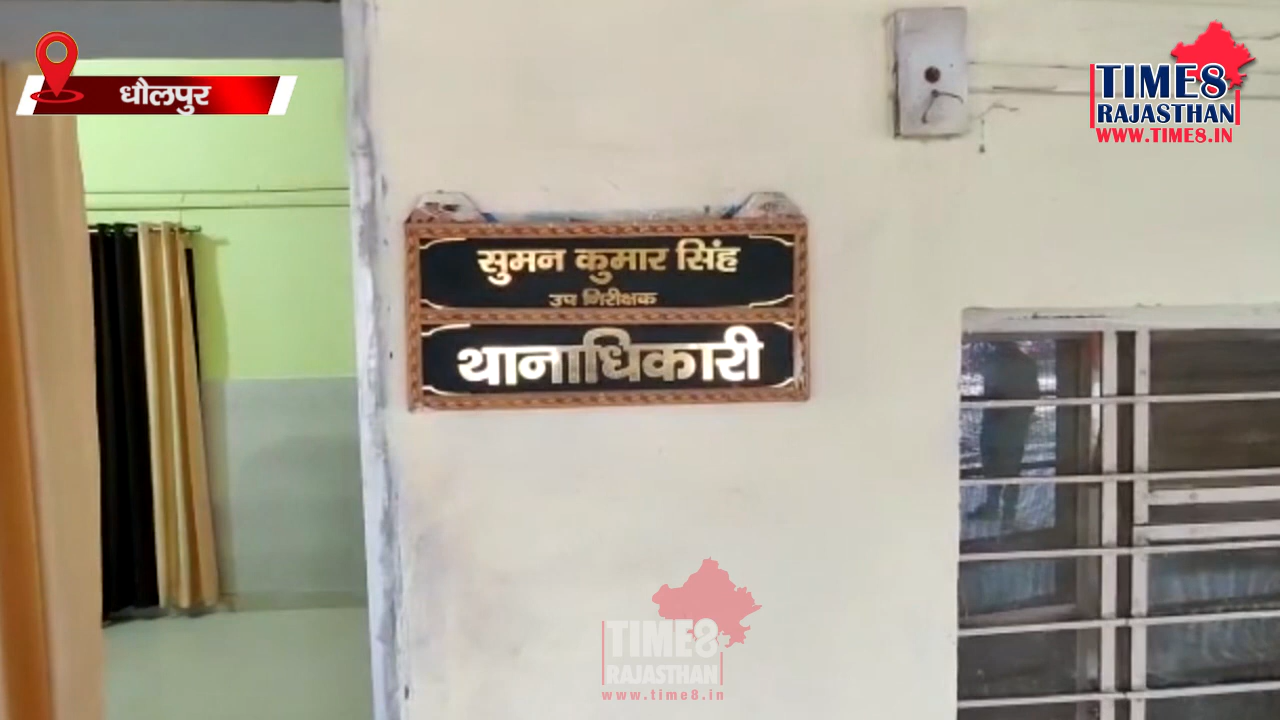 धौलपुर
TIME8
RAJASTHAN
WWW.TIME8.IN
सुमन कुमार सिंह
उप निरीक्षक
थानाधिकारी
TIME8
RAJASTHAN
www.time8.in